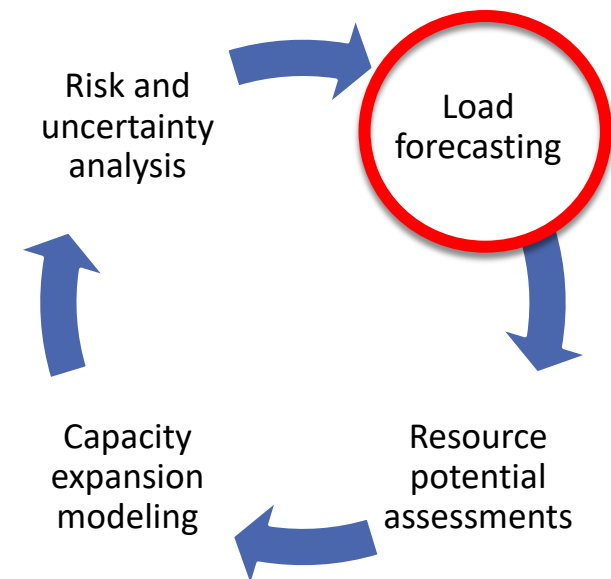 Risk and
uncertainty
analysis
Load
forecasting
Capacity
expansion
modeling
Resource
potential
assessments